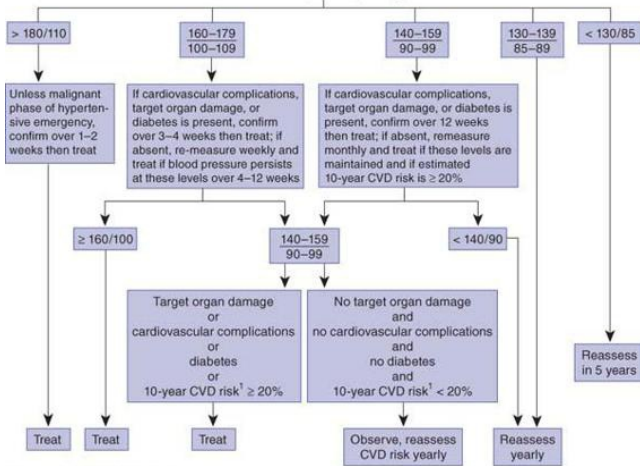 > 180/110
160–179
100–109
140–159
90–99
130–139
85–89
< 130/85
Unless malignant
phase of hyperten-
sive emergency,
confirm over 1–2
weeks then treat
If cardiovascular complications,
target organ damage, or
diabetes is present, confirm
over 3–4 weeks then treat; if
absent, re-measure weekly and
treat if blood pressure persists
at these levels over 4–12 weeks
If cardiovascular complications,
target organ damage, or diabetes is
present, confirm over 12 weeks
then treat; if absent, remeasure
monthly and treat if these levels are
maintained and if estimated
10-year CVD risk is ≥ 20%
≥ 160/100
140–159
90–99
< 140/90
Target organ damage
or
cardiovascular complications
or
diabetes
or
10-year CVD risk¹ ≥ 20%
No target organ damage
and
no cardiovascular complications
and
no diabetes
and
10-year CVD risk¹ < 20%
Reassess
in 5 years
Treat
Treat
Treat
Observe, reassess
CVD risk yearly
Reassess
yearly